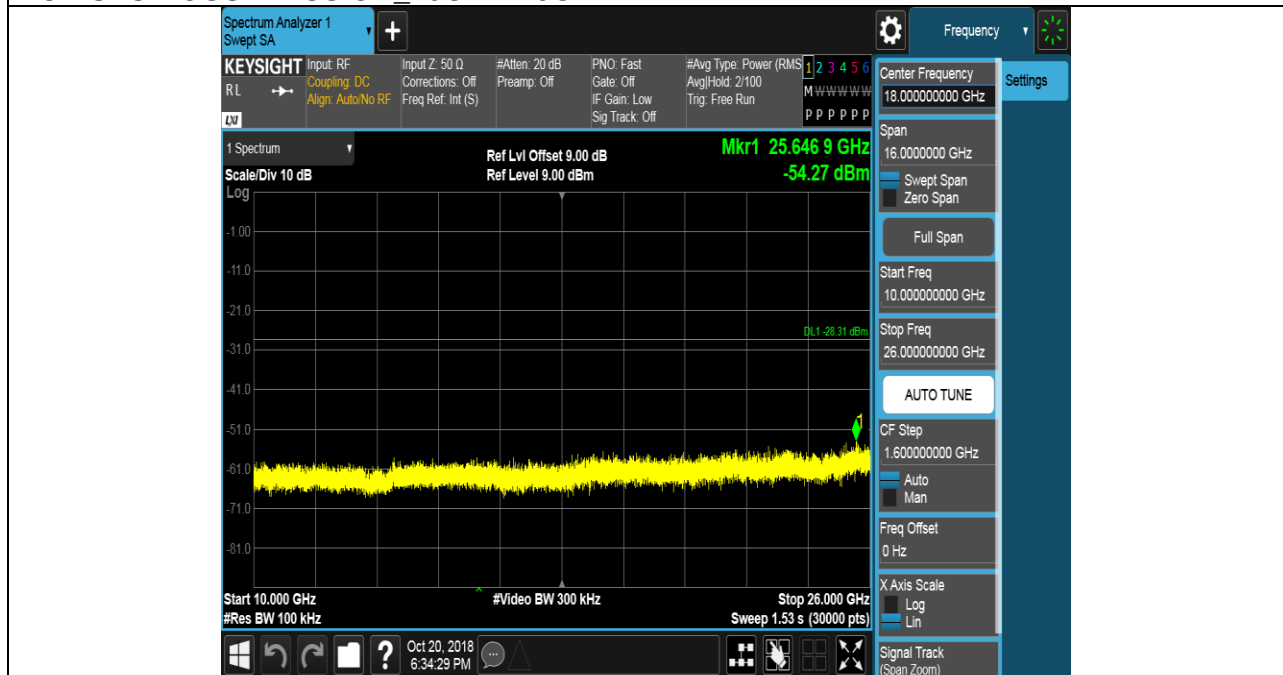 Spectrum Analyzer 1
Swept SA
+
Frequency
KEYSIGHT
RL
LXI
Input: RF
Coupling: DC
Align: Auto/No RF
Input Z: 50 Ω
Corrections: Off
Freq Ref: Int (S)
#Atten: 20 dB
Preamp: Off
PNO: Fast
Gate: Off
IF Gain: Low
Sig Track: Off
#Avg Type: Power (RMS
Avg|Hold: 2/100
Trig: Free Run
1 2 3 4 5 6
M W W W W W
P P P P P P
1 Spectrum
Scale/Div 10 dB
Ref Lvl Offset 9.00 dB
Ref Level 9.00 dBm
Mkr1 25.646 9 GHz
-54.27 dBm
Log
-1.00
-11.0
-21.0
DL1 -28.31 dBm
-31.0
-41.0
-51.0
1
-61.0
-71.0
-81.0
Start 10.000 GHz
#Video BW 300 kHz
Stop 26.000 GHz
#Res BW 100 kHz
Sweep 1.53 s (30000 pts)
Center Frequency
18.000000000 GHz
Settings
Span
16.0000000 GHz
Swept Span
Zero Span
Full Span
Start Freq
10.000000000 GHz
Stop Freq
26.000000000 GHz
AUTO TUNE
CF Step
1.600000000 GHz
Auto
Man
Freq Offset
0 Hz
X Axis Scale
Log
Lin
Signal Track
(Span Zoom)
?
Oct 20, 2018
6:34:29 PM